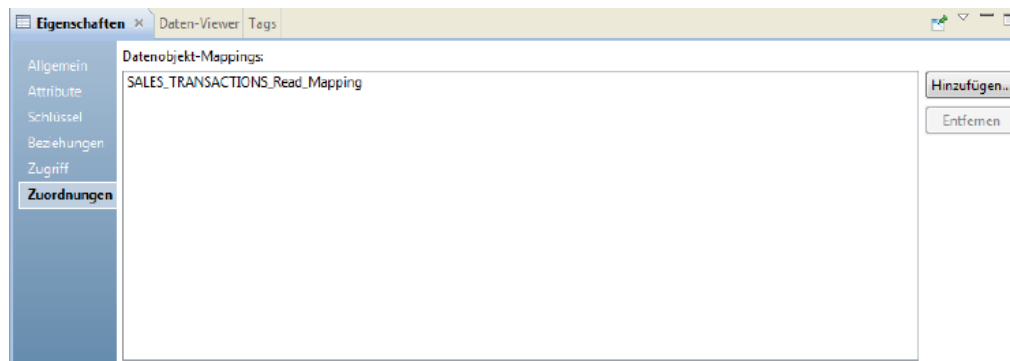 Eigenschaften Daten-Viewer Tags
Allgemein
Attribute
Schlüssel
Beziehungen
Zugriff
Zuordnungen
Datenobjekt-Mappings:
SALES_TRANSACTIONS_Read_Mapping
Hinzufügen...
Entfernen